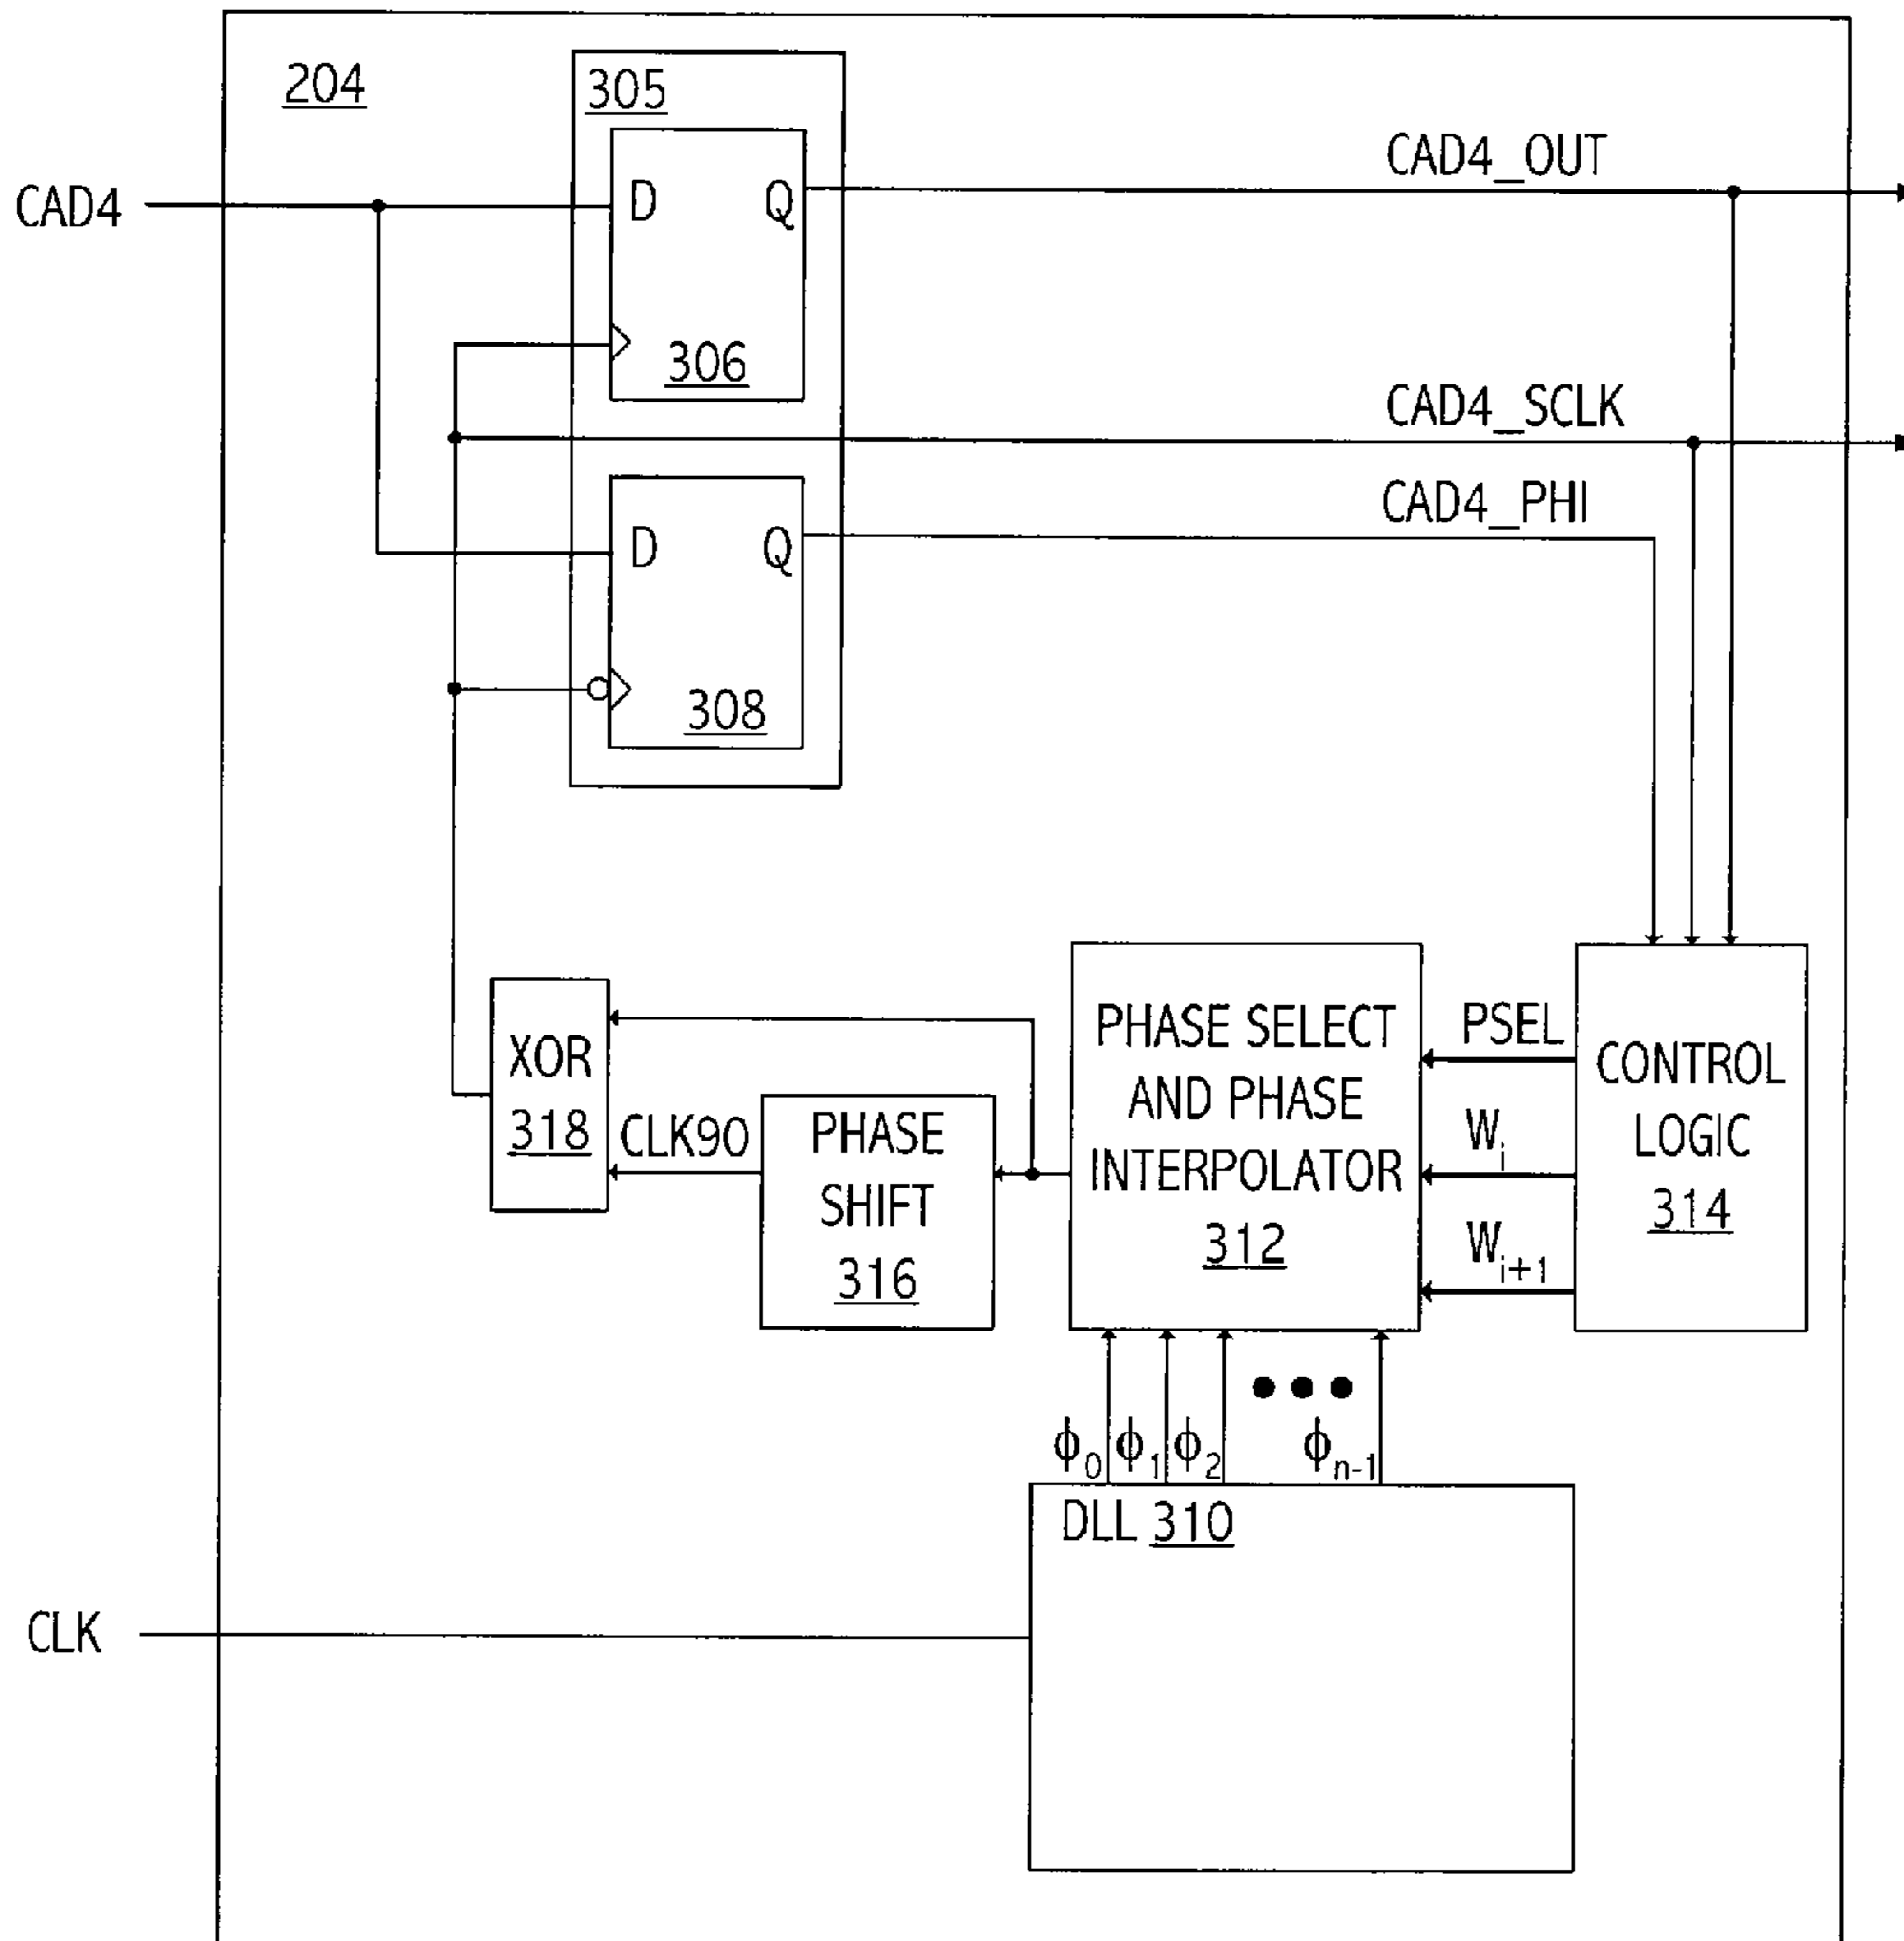 204
305
CAD4
D
Q
306
CAD4_OUT
CAD4_SCLK
D
Q
308
CAD4_PHI
XOR
318
CLK90
PHASE
SHIFT
316
PHASE SELECT
AND PHASE
INTERPOLATOR
312
PSEL
Wi
Wi+1
CONTROL
LOGIC
314
ϕ0 ϕ1 ϕ2 ••• ϕn-1
DLL 310
CLK